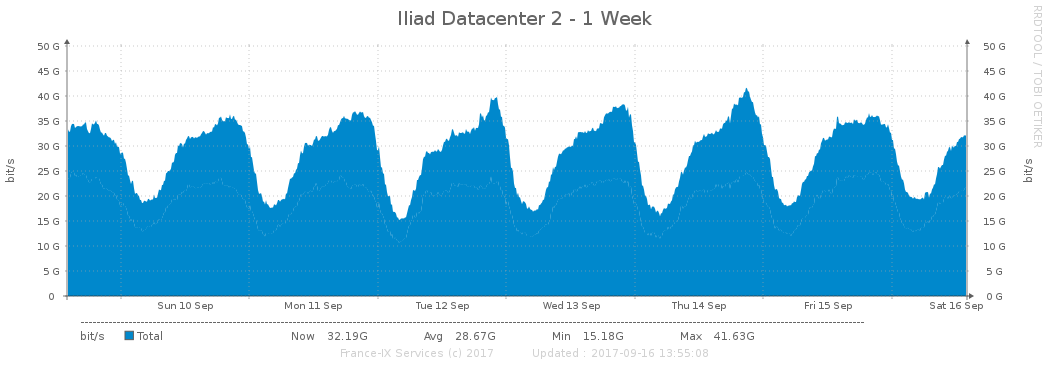 Iliad Datacenter 2 - 1 Week
RRDTOOL / TOBI OETIKER
bit/s
50 G 50 G
45 G 45 G
40 G 40 G
35 G 35 G
30 G 30 G
25 G 25 G
20 G 20 G
15 G 15 G
10 G 10 G
5 G 5 G
0 0 G
bit/s
Sun 10 Sep Mon 11 Sep Tue 12 Sep Wed 13 Sep Thu 14 Sep Fri 15 Sep Sat 16 Sep
bit/s Total Now 32.19G Avg 28.67G Min 15.18G Max 41.63G
France-IX Services (c) 2017 Updated : 2017-09-16 13:55:08